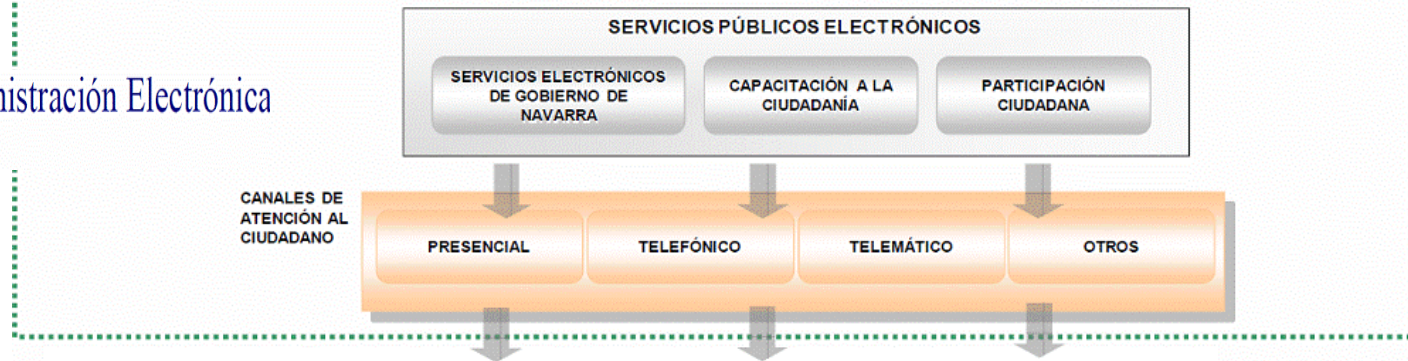 SERVICIOS PÚBLICOS ELECTRÓNICOS
SERVICIOS ELECTRÓNICOS
DE GOBIERNO DE
NAVARRA
CAPACITACIÓN A LA
CIUDADANÍA
PARTICIPACIÓN
CIUDADANA
nistración Electrónica
CANALES DE
ATENCIÓN AL
CIUDADANO
PRESENCIAL
TELEFÓNICO
TELEMÁTICO
OTROS